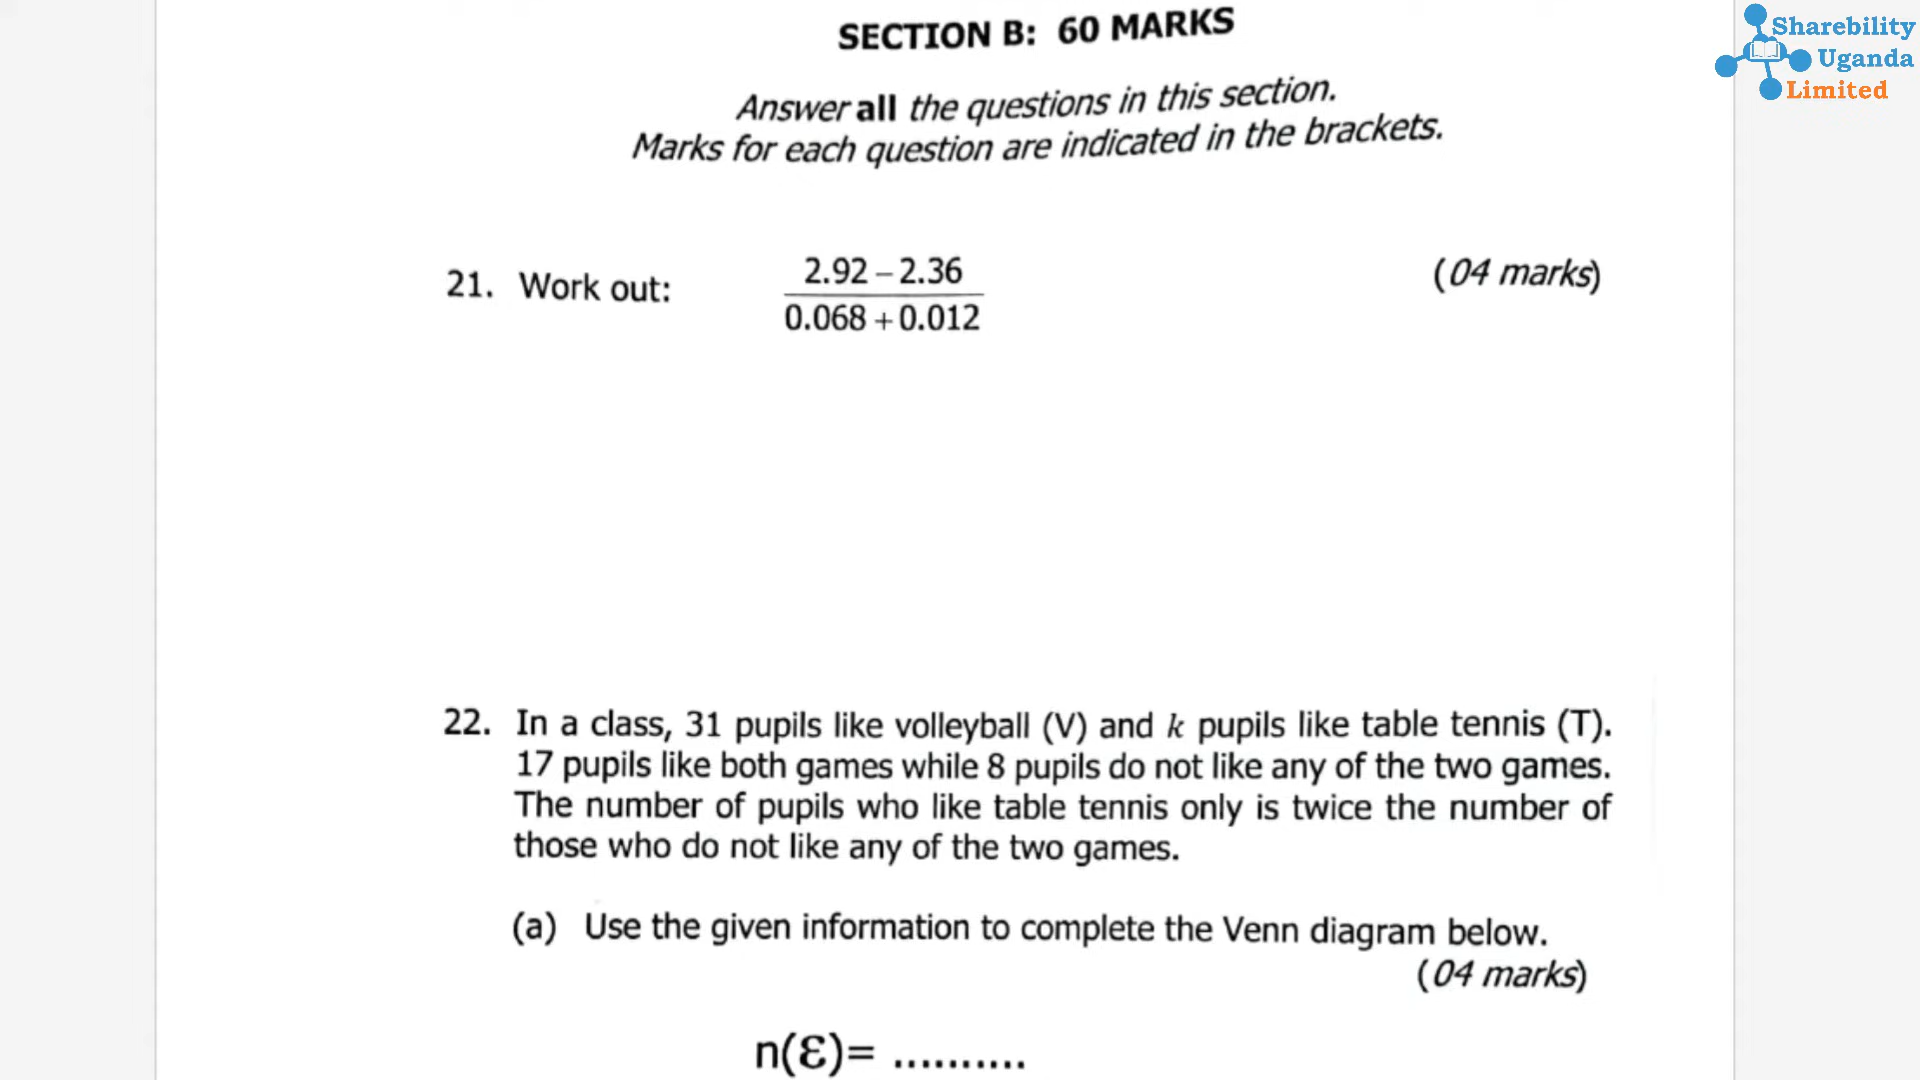 SECTION B: 60 MARKS
Sharebility
Uganda
Limited
Answer all the questions in this section.
Marks for each question are indicated in the brackets.
21. Work out: 2.92 – 2.36 (04 marks)
0.068 + 0.012
22. In a class, 31 pupils like volleyball (V) and k pupils like table tennis (T).
17 pupils like both games while 8 pupils do not like any of the two games.
The number of pupils who like table tennis only is twice the number of
those who do not like any of the two games.
(a) Use the given information to complete the Venn diagram below.
(04 marks)
n(Ɛ)= ..........